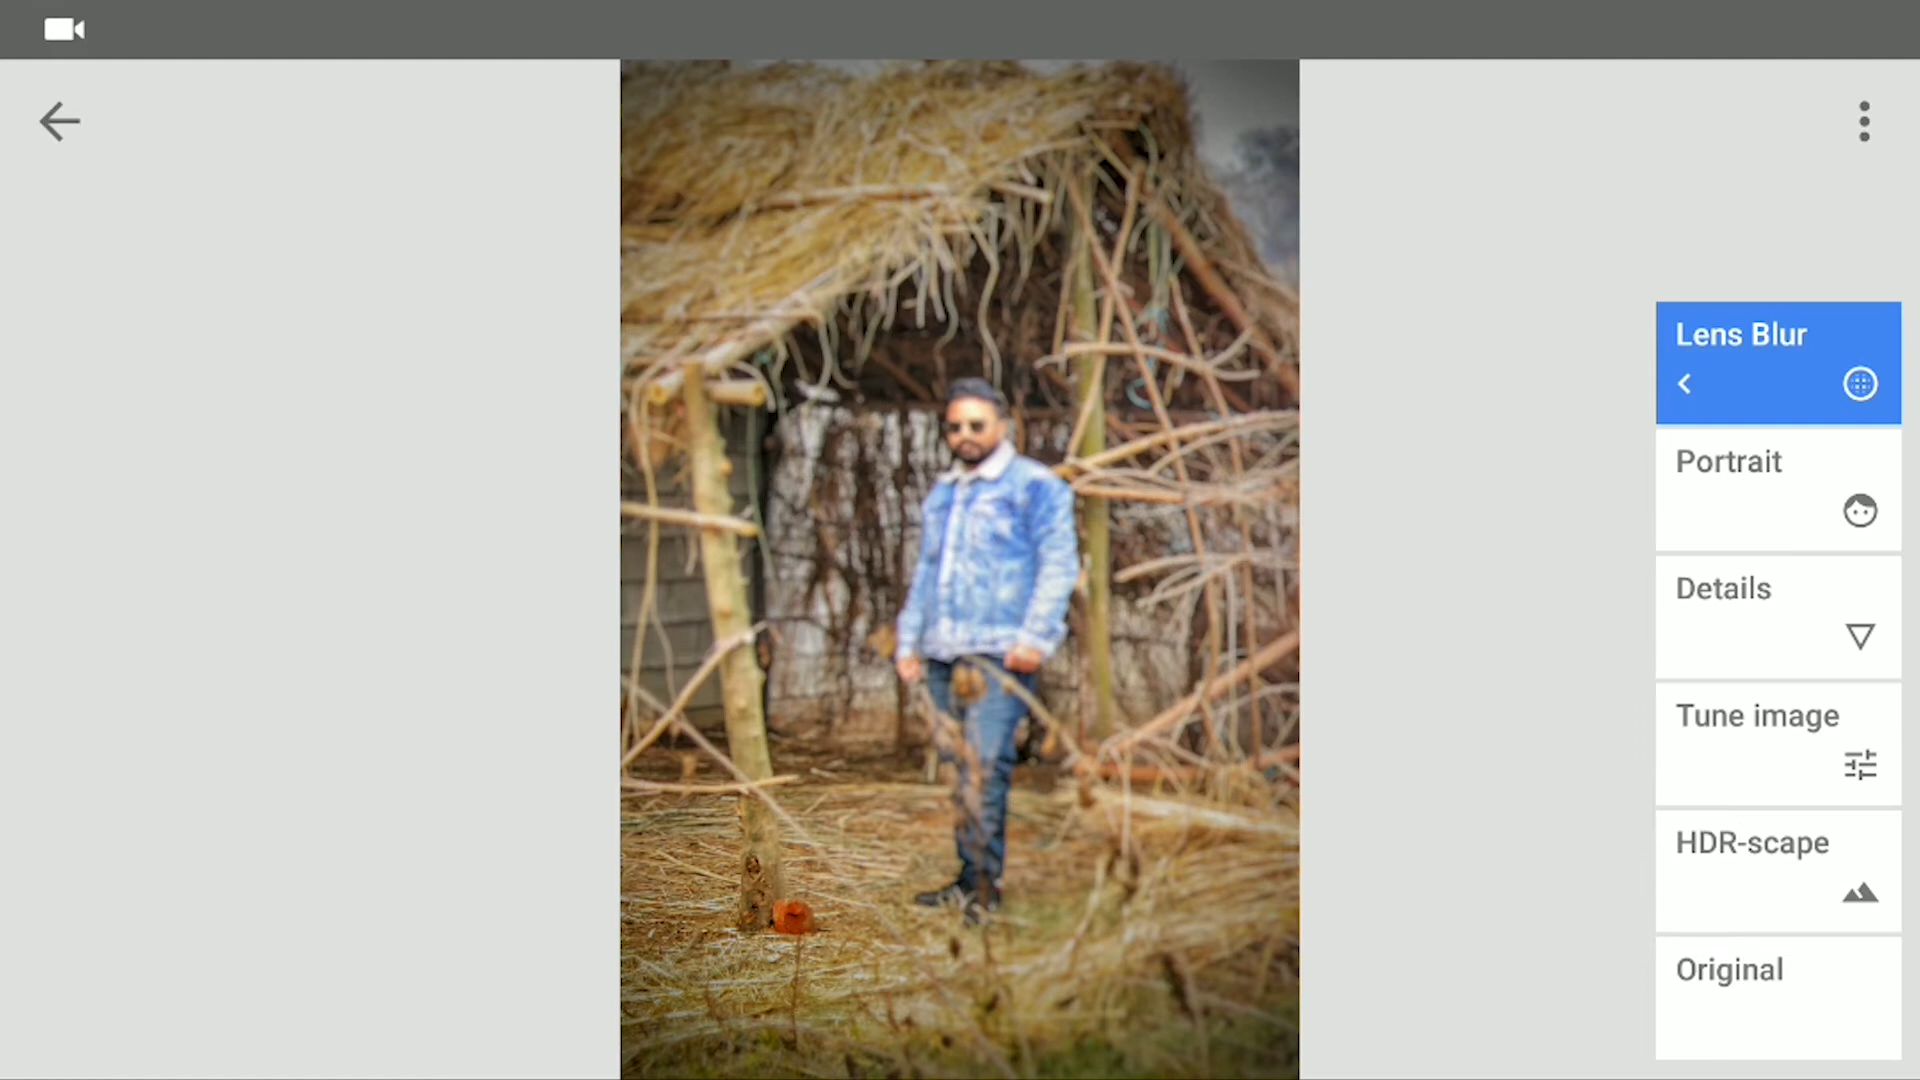 Lens Blur
Portrait
Details
Tune image
HDR-scape
Original